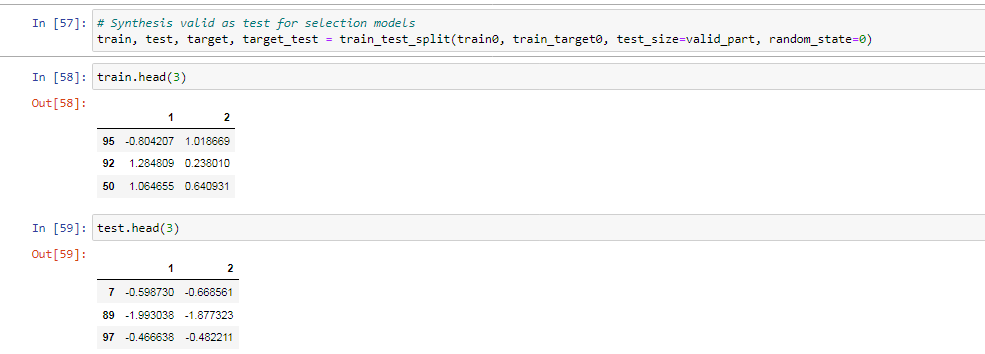 In [57]: # Synthesis valid as test for selection models
train, test, target, target_test = train_test_split(train0, train_target0, test_size=valid_part, random_state=0)
In [58]: train.head(3)
Out[58]:
1 2
95 -0.804207 1.018669
92 1.284809 0.238010
50 1.064655 0.640931
In [59]: test.head(3)
Out[59]:
1 2
7 -0.598730 -0.668561
89 -1.993038 -1.877323
97 -0.466638 -0.482211